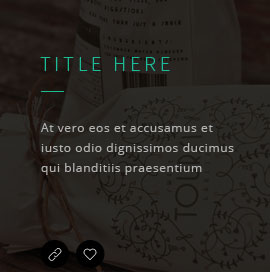 TITLE HERE
At vero eos et accusamus et
iusto odio dignissimos ducimus
qui blanditiis praesentium